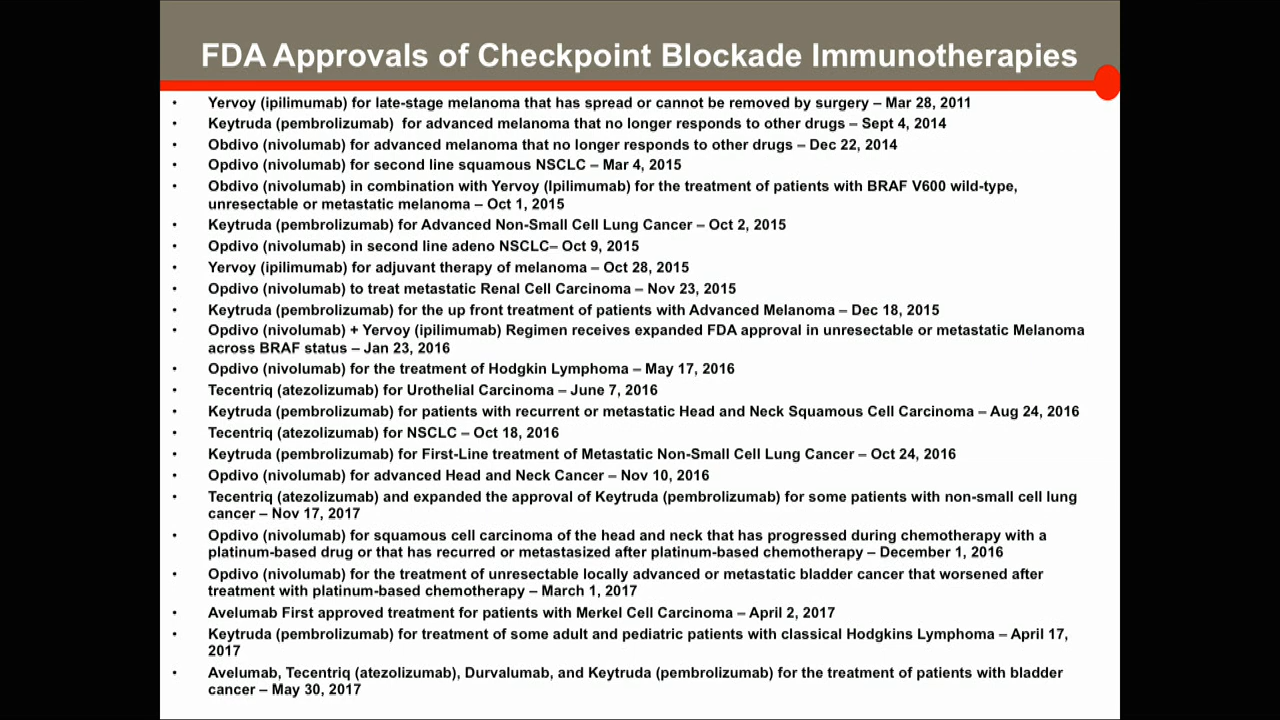 FDA Approvals of Checkpoint Blockade Immunotherapies
• Yervoy (ipilimumab) for late-stage melanoma that has spread or cannot be removed by surgery – Mar 28, 2011
• Keytruda (pembrolizumab)  for advanced melanoma that no longer responds to other drugs – Sept 4, 2014
• Obdivo (nivolumab) for advanced melanoma that no longer responds to other drugs – Dec 22, 2014
• Opdivo (nivolumab) for second line squamous NSCLC – Mar 4, 2015
• Obdivo (nivolumab) in combination with Yervoy (Ipilimumab) for the treatment of patients with BRAF V600 wild-type,
unresectable or metastatic melanoma – Oct 1, 2015
• Keytruda (pembrolizumab) for Advanced Non-Small Cell Lung Cancer – Oct 2, 2015
• Opdivo (nivolumab) in second line adeno NSCLC– Oct 9, 2015
• Yervoy (ipilimumab) for adjuvant therapy of melanoma – Oct 28, 2015
• Opdivo (nivolumab) to treat metastatic Renal Cell Carcinoma – Nov 23, 2015
• Keytruda (pembrolizumab) for the up front treatment of patients with Advanced Melanoma – Dec 18, 2015
• Opdivo (nivolumab) + Yervoy (ipilimumab) Regimen receives expanded FDA approval in unresectable or metastatic Melanoma
across BRAF status – Jan 23, 2016
• Opdivo (nivolumab) for the treatment of Hodgkin Lymphoma – May 17, 2016
• Tecentriq (atezolizumab) for Urothelial Carcinoma – June 7, 2016
• Keytruda (pembrolizumab) for patients with recurrent or metastatic Head and Neck Squamous Cell Carcinoma – Aug 24, 2016
• Tecentriq (atezolizumab) for NSCLC – Oct 18, 2016
• Keytruda (pembrolizumab) for First-Line treatment of Metastatic Non-Small Cell Lung Cancer – Oct 24, 2016
• Opdivo (nivolumab) for advanced Head and Neck Cancer – Nov 10, 2016
• Tecentriq (atezolizumab) and expanded the approval of Keytruda (pembrolizumab) for some patients with non-small cell lung
cancer – Nov 17, 2017
• Opdivo (nivolumab) for squamous cell carcinoma of the head and neck that has progressed during chemotherapy with a
platinum-based drug or that has recurred or metastasized after platinum-based chemotherapy – December 1, 2016
• Opdivo (nivolumab) for the treatment of unresectable locally advanced or metastatic bladder cancer that worsened after
treatment with platinum-based chemotherapy – March 1, 2017
• Avelumab First approved treatment for patients with Merkel Cell Carcinoma – April 2, 2017
• Keytruda (pembrolizumab) for treatment of some adult and pediatric patients with classical Hodgkins Lymphoma – April 17,
2017
• Avelumab, Tecentriq (atezolizumab), Durvalumab, and Keytruda (pembrolizumab) for the treatment of patients with bladder
cancer – May 30, 2017